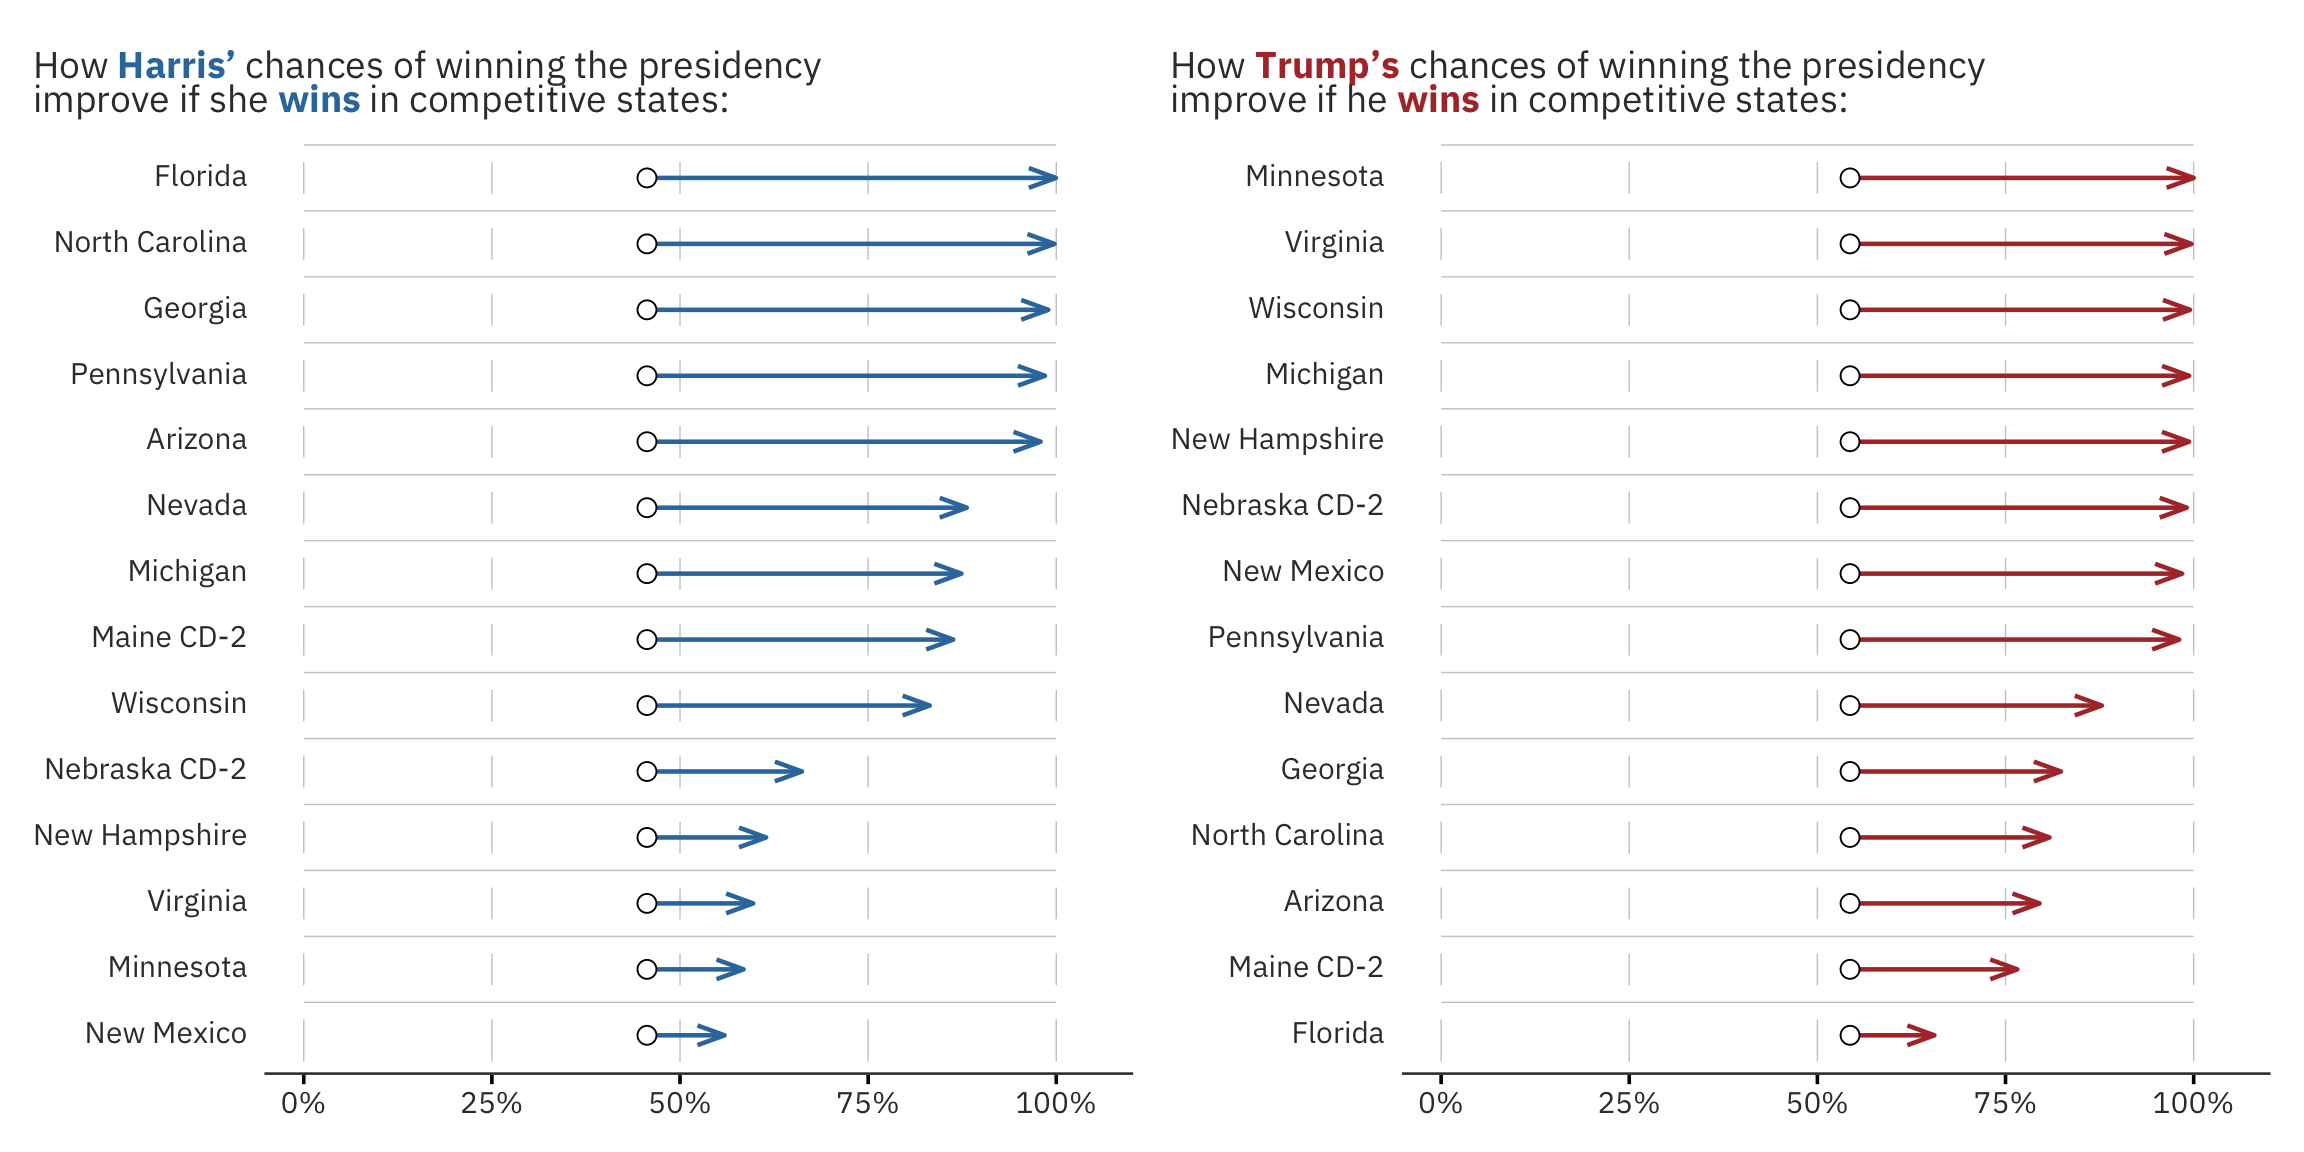 How Harris’ chances of winning the presidency
improve if she wins in competitive states:
Florida
North Carolina
Georgia
Pennsylvania
Arizona
Nevada
Michigan
Maine CD-2
Wisconsin
Nebraska CD-2
New Hampshire
Virginia
Minnesota
New Mexico
0% 25% 50% 75% 100%
How Trump’s chances of winning the presidency
improve if he wins in competitive states:
Minnesota
Virginia
Wisconsin
Michigan
New Hampshire
Nebraska CD-2
New Mexico
Pennsylvania
Nevada
Georgia
North Carolina
Arizona
Maine CD-2
Florida
0% 25% 50% 75% 100%